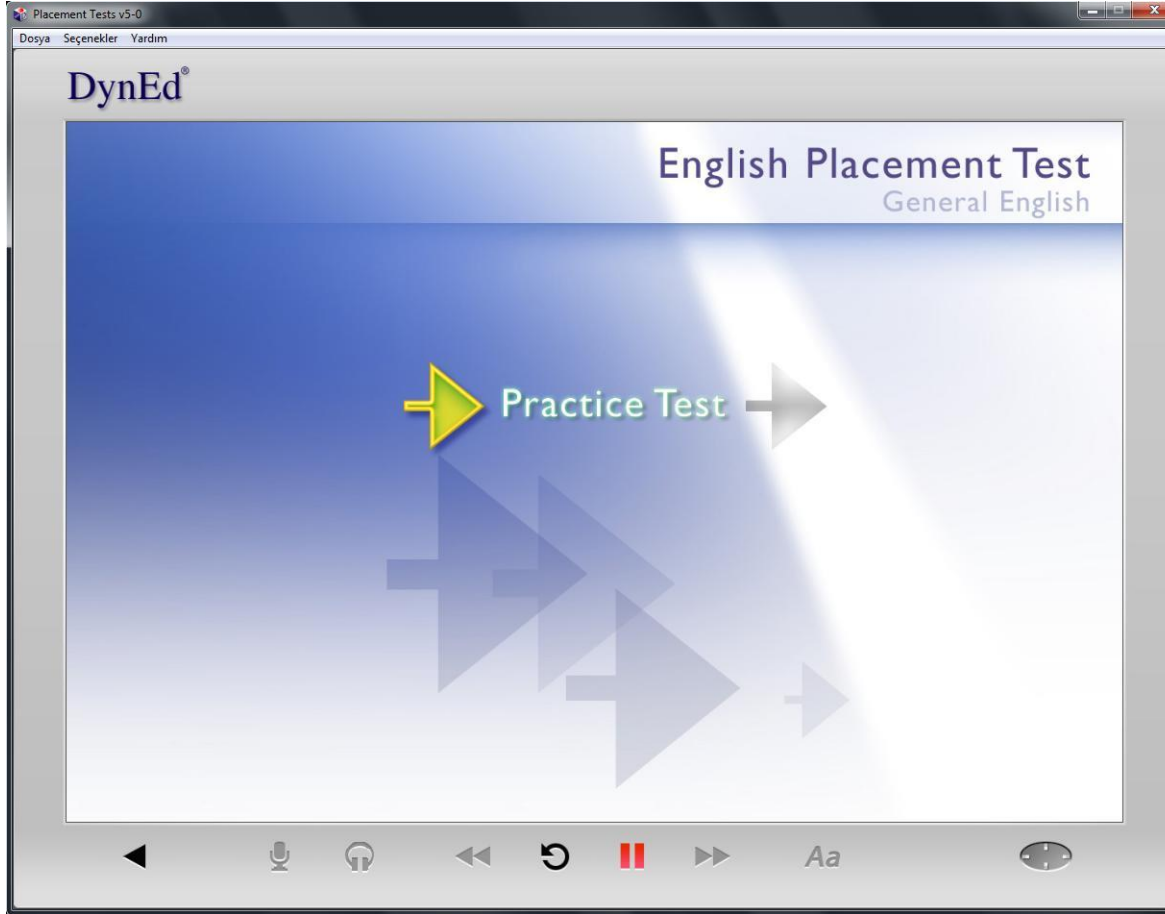 Placement Tests v5-0
Dosya Seçenekler Yardım
DynEd®
English Placement Test
General English
Practice Test
Aa